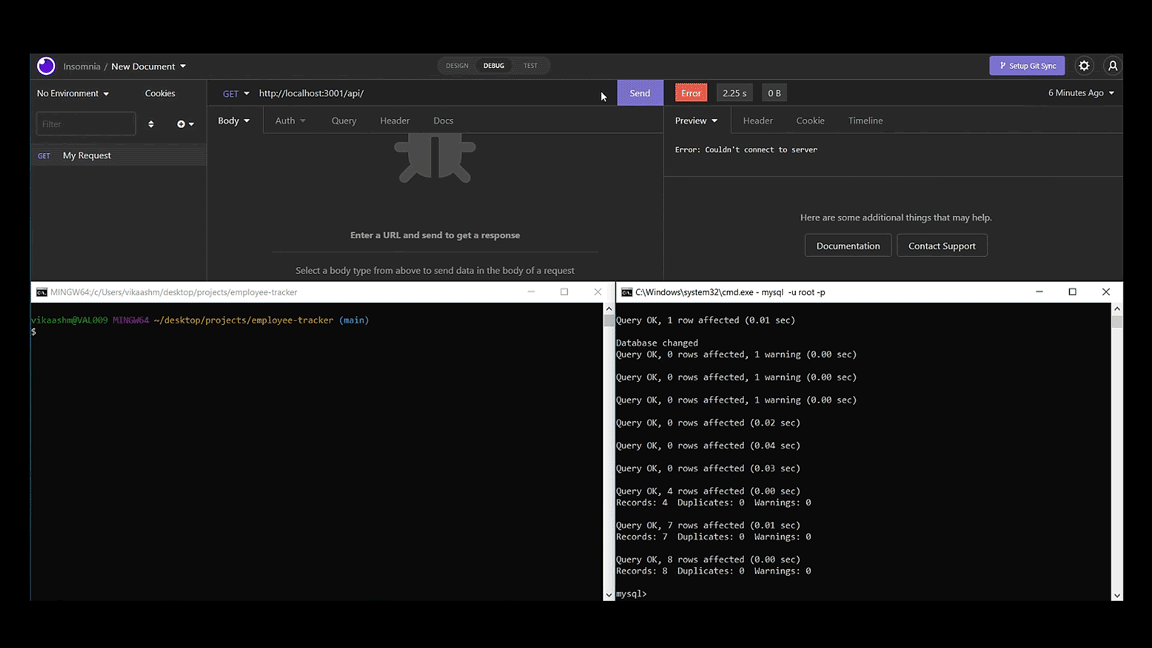 Insomnia / New Document
DESIGN DEBUG TEST
Setup Git Sync
No Environment Cookies
GET http://localhost:3001/api/ Send
Error 2.25 s 0 B 6 Minutes Ago
Filter
Body Auth Query Header Docs
Preview Header Cookie Timeline
GET My Request
Error: Couldn't connect to server
Enter a URL and send to get a response
Select a body type from above to send data in the body of a request
Here are some additional things that may help.
Documentation Contact Support
MINGW64:/c/Users/vikaashm/desktop/projects/employee-tracker
vikaashm@VAL009 MINGW64 ~/desktop/projects/employee-tracker (main)
$
C:\Windows\system32\cmd.exe - mysql -u root -p
Query OK, 1 row affected (0.01 sec)
Database changed
Query OK, 0 rows affected, 1 warning (0.00 sec)
Query OK, 0 rows affected, 1 warning (0.00 sec)
Query OK, 0 rows affected, 1 warning (0.00 sec)
Query OK, 0 rows affected (0.02 sec)
Query OK, 0 rows affected (0.04 sec)
Query OK, 0 rows affected (0.03 sec)
Query OK, 4 rows affected (0.00 sec)
Records: 4 Duplicates: 0 Warnings: 0
Query OK, 7 rows affected (0.01 sec)
Records: 7 Duplicates: 0 Warnings: 0
Query OK, 8 rows affected (0.00 sec)
Records: 8 Duplicates: 0 Warnings: 0
mysql>